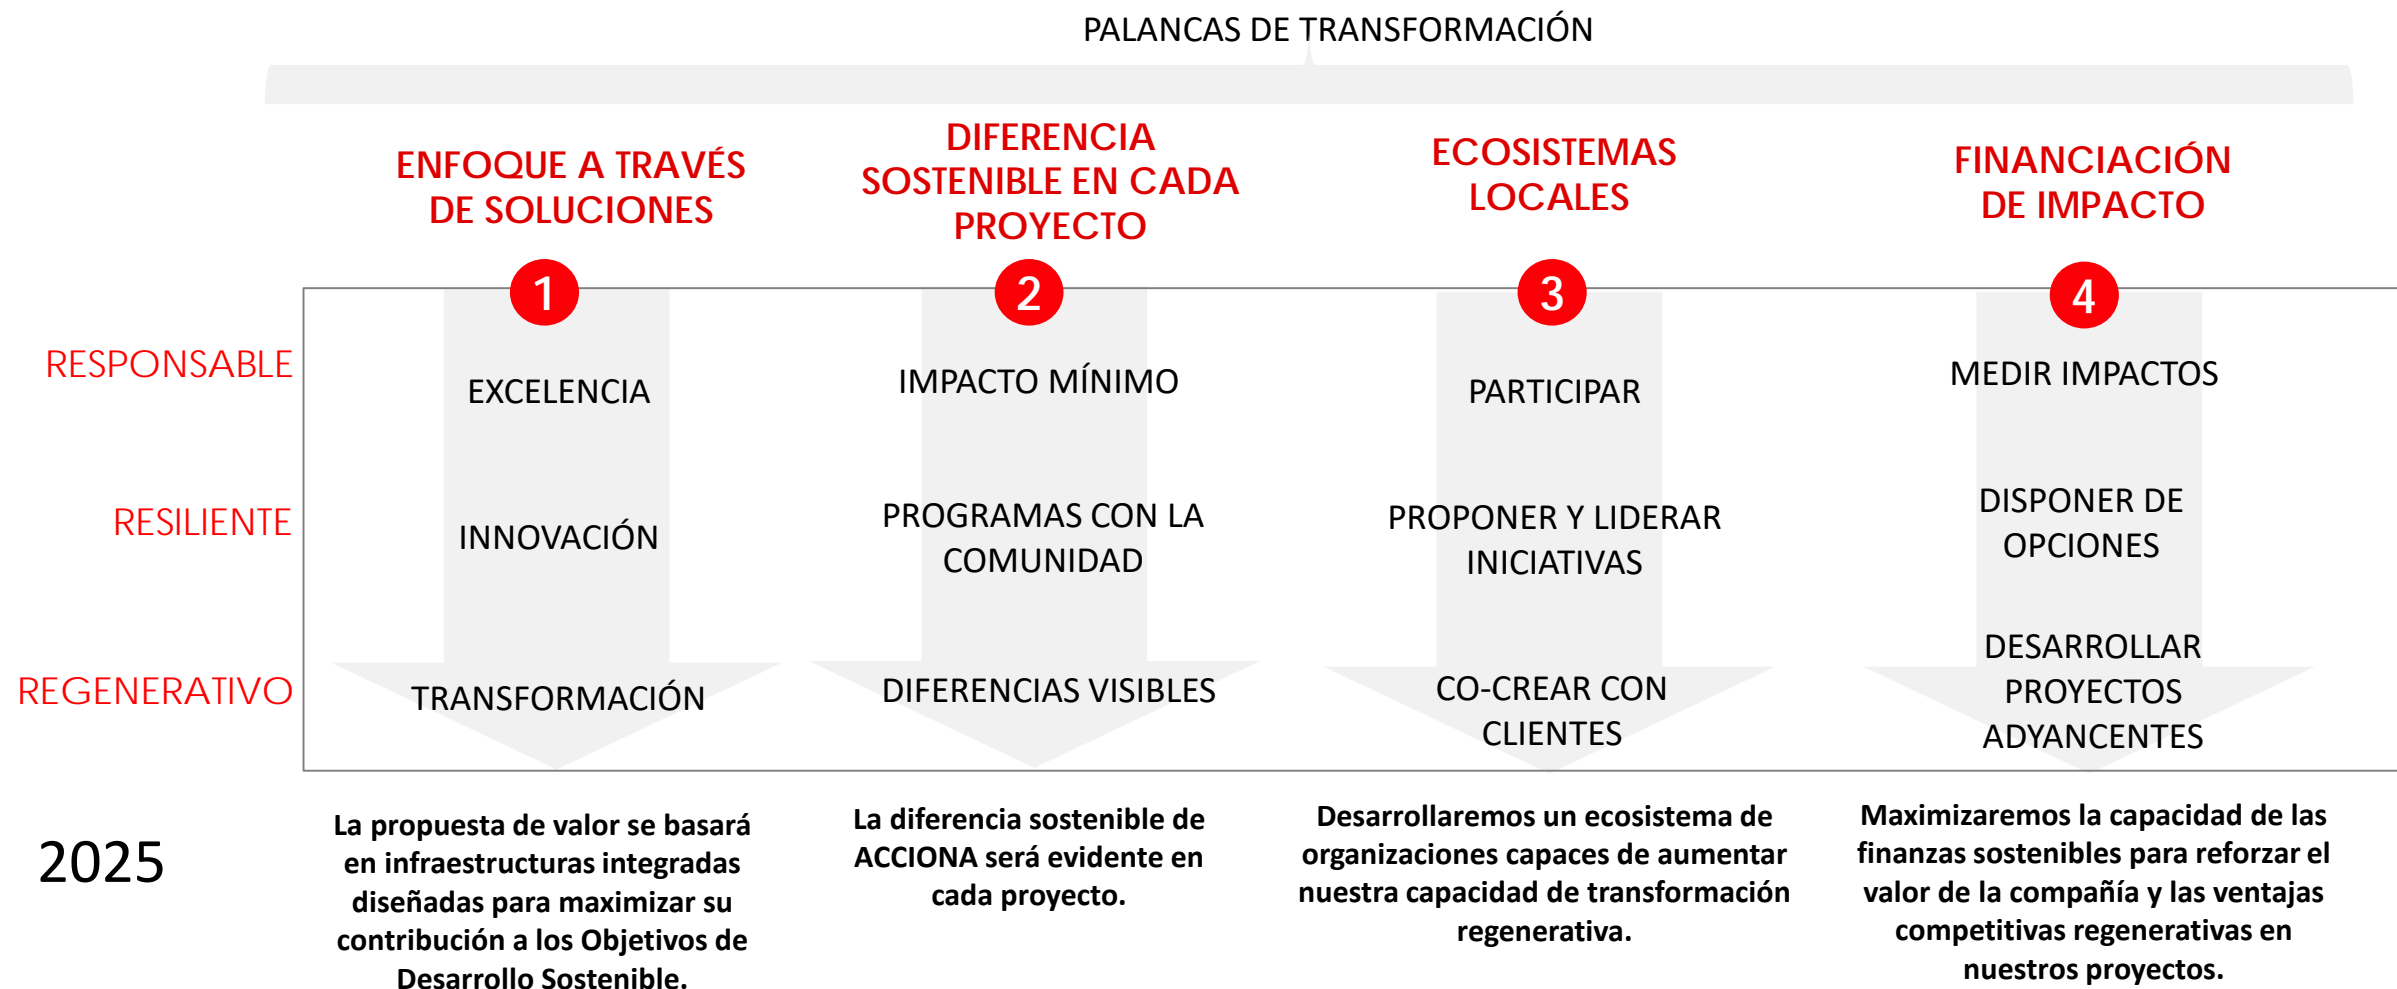 PALANCAS DE TRANSFORMACIÓN
ENFOQUE A TRAVÉS
DE SOLUCIONES
DIFERENCIA
SOSTENIBLE EN CADA
PROYECTO
ECOSISTEMAS
LOCALES
FINANCIACIÓN
DE IMPACTO
1
2
3
4
RESPONSABLE
EXCELENCIA
IMPACTO MÍNIMO
PARTICIPAR
MEDIR IMPACTOS
RESILIENTE
INNOVACIÓN
PROGRAMAS CON LA
COMUNIDAD
PROPONER Y LIDERAR
INICIATIVAS
DISPONER DE
OPCIONES
REGENERATIVO
TRANSFORMACIÓN
DIFERENCIAS VISIBLES
CO-CREAR CON
CLIENTES
DESARROLLAR
PROYECTOS
ADYANCENTES
2025
La propuesta de valor se basará
en infraestructuras integradas
diseñadas para maximizar su
contribución a los Objetivos de
Desarrollo Sostenible.
La diferencia sostenible de
ACCIONA será evidente en
cada proyecto.
Desarrollaremos un ecosistema de
organizaciones capaces de aumentar
nuestra capacidad de transformación
regenerativa.
Maximizaremos la capacidad de las
finanzas sostenibles para reforzar el
valor de la compañía y las ventajas
competitivas regenerativas en
nuestros proyectos.